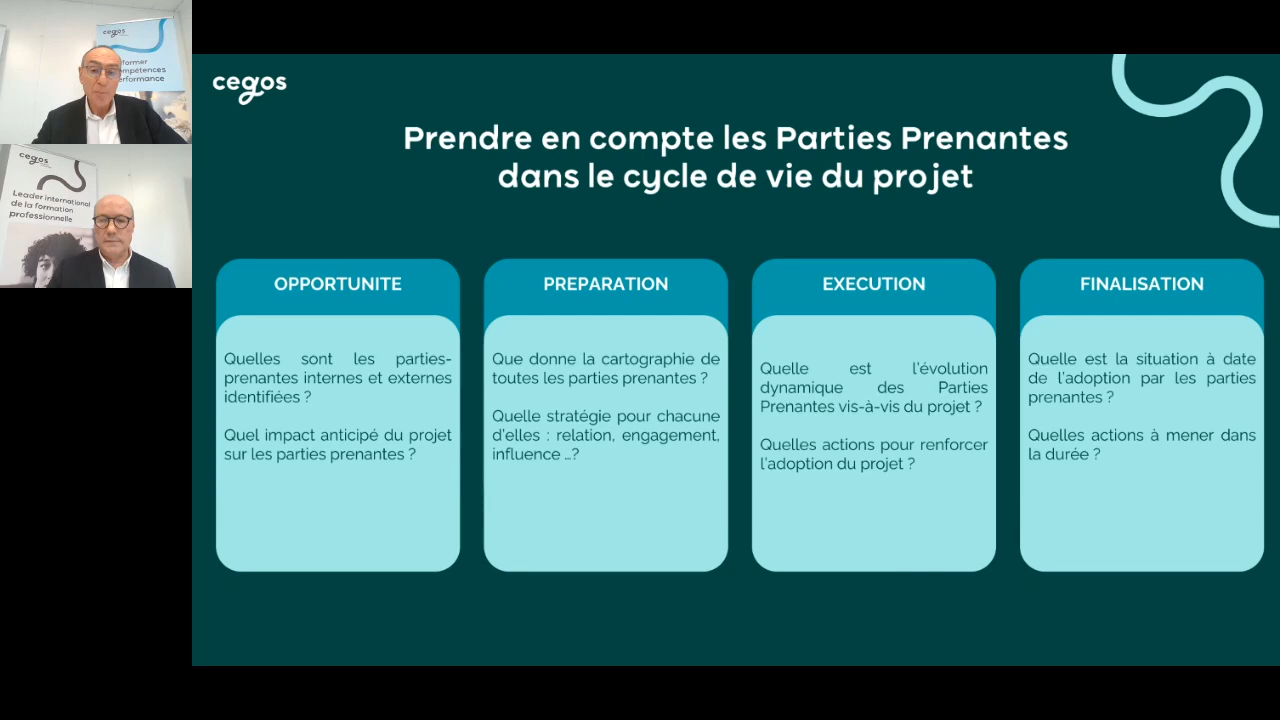 cegos
former
compétences
performance
cegos
Leader international
de la formation
professionnelle
cegos
Prendre en compte les Parties Prenantes
dans le cycle de vie du projet
OPPORTUNITE
Quelles sont les parties-
prenantes internes et externes
identifiées ?
Quel impact anticipé du projet
sur les parties prenantes ?
PREPARATION
Que donne la cartographie de
toutes les parties prenantes ?
Quelle stratégie pour chacune
d'elles : relation, engagement,
influence …?
EXECUTION
Quelle est l'évolution
dynamique des Parties
Prenantes vis-à-vis du projet ?
Quelles actions pour renforcer
l'adoption du projet ?
FINALISATION
Quelle est la situation à date
de l'adoption par les parties
prenantes ?
Quelles actions à mener dans
la durée ?